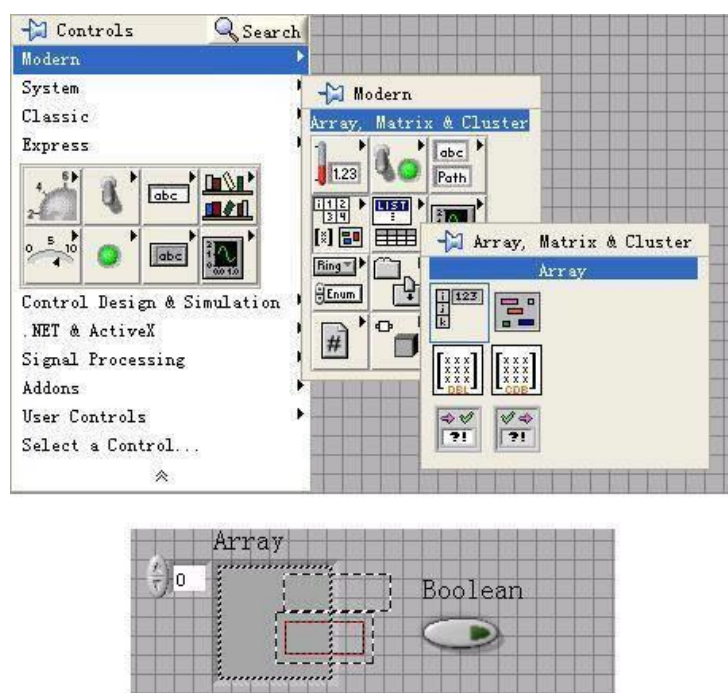 Controls
Search
Modern
System
Classic
Express
abc
abc
Control Design & Simulation
.NET & ActiveX
Signal Processing
Addons
User Controls
Select a Control...
Modern
Array, Matrix & Cluster
1.23
abc
Path
LIST
Ring
Enum
#
Array, Matrix & Cluster
Array
123
DBL
CDB
?!
?!
Array
0
Boolean